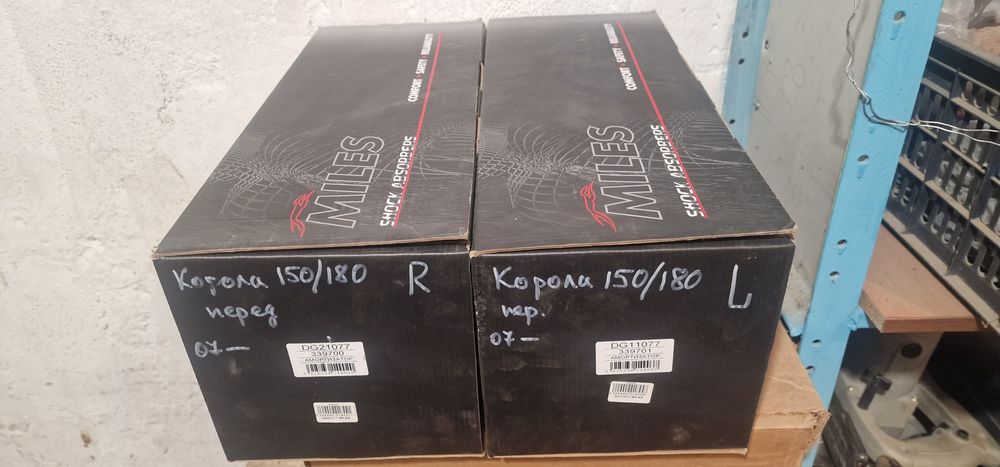 COMFORT • SAFETY • RELIABILITY
MILES
SHOCK ABSORBERS
COMFORT • SAFETY • RELIABILITY
MILES
SHOCK ABSORBERS
Корола 150/180 R
перед
07—
DG21077
339700
АМОРТИЗАТОР
Корола 150/180 L
пер.
07—
DG11077
339701
АМОРТИЗАТОР